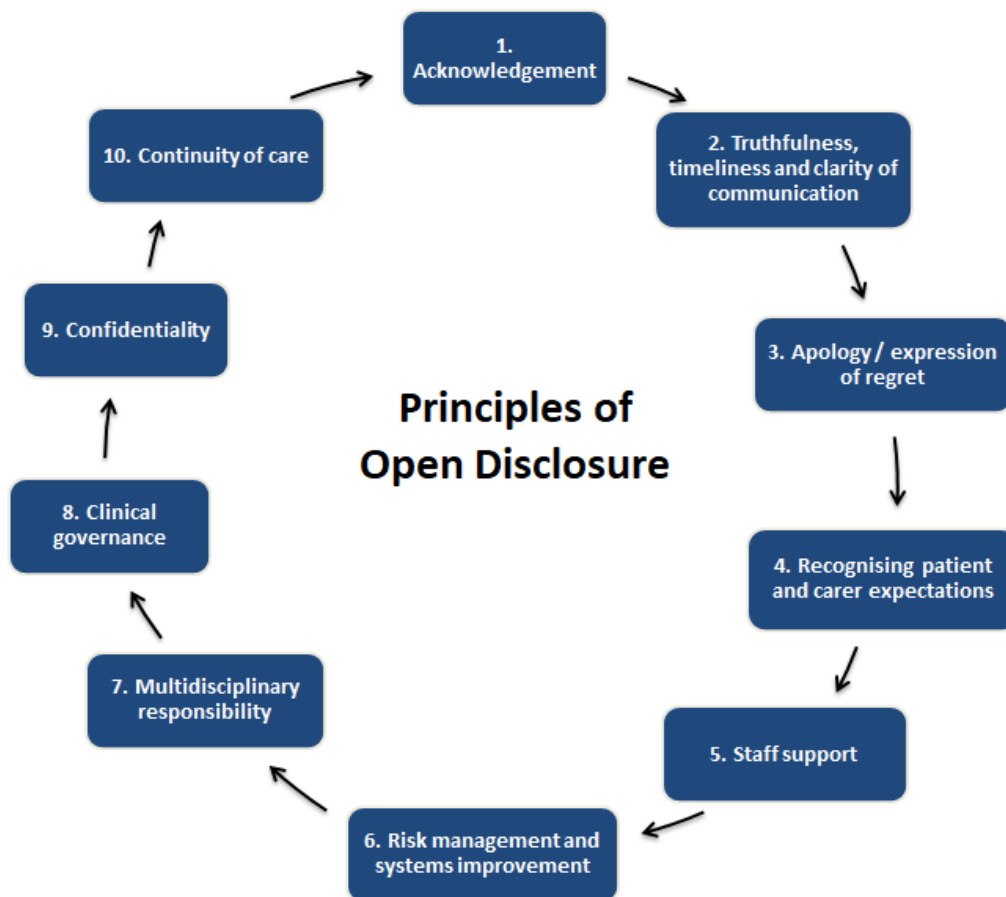 1.
Acknowledgement
2. Truthfulness,
timeliness and clarity of
communication
3. Apology / expression
of regret
4. Recognising patient
and carer expectations
5. Staff support
6. Risk management and
systems improvement
7. Multidisciplinary
responsibility
8. Clinical
governance
9. Confidentiality
10. Continuity of care
Principles of
Open Disclosure